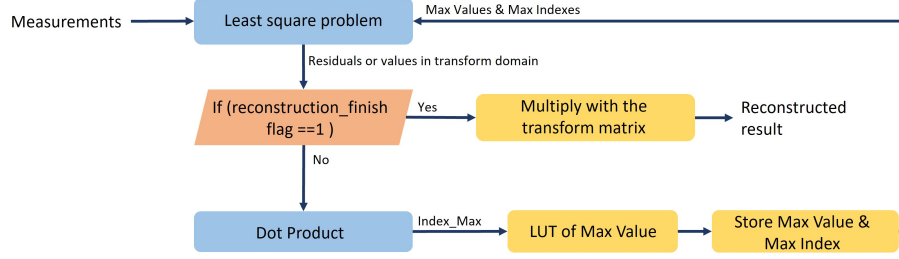 Max Values & Max Indexes
Measurements
Least square problem
Residuals or values in transform domain
If (reconstruction_finish
flag ==1 )
Yes
Multiply with the
transform matrix
Reconstructed
result
No
Dot Product
Index_Max
LUT of Max Value
Store Max Value &
Max Index